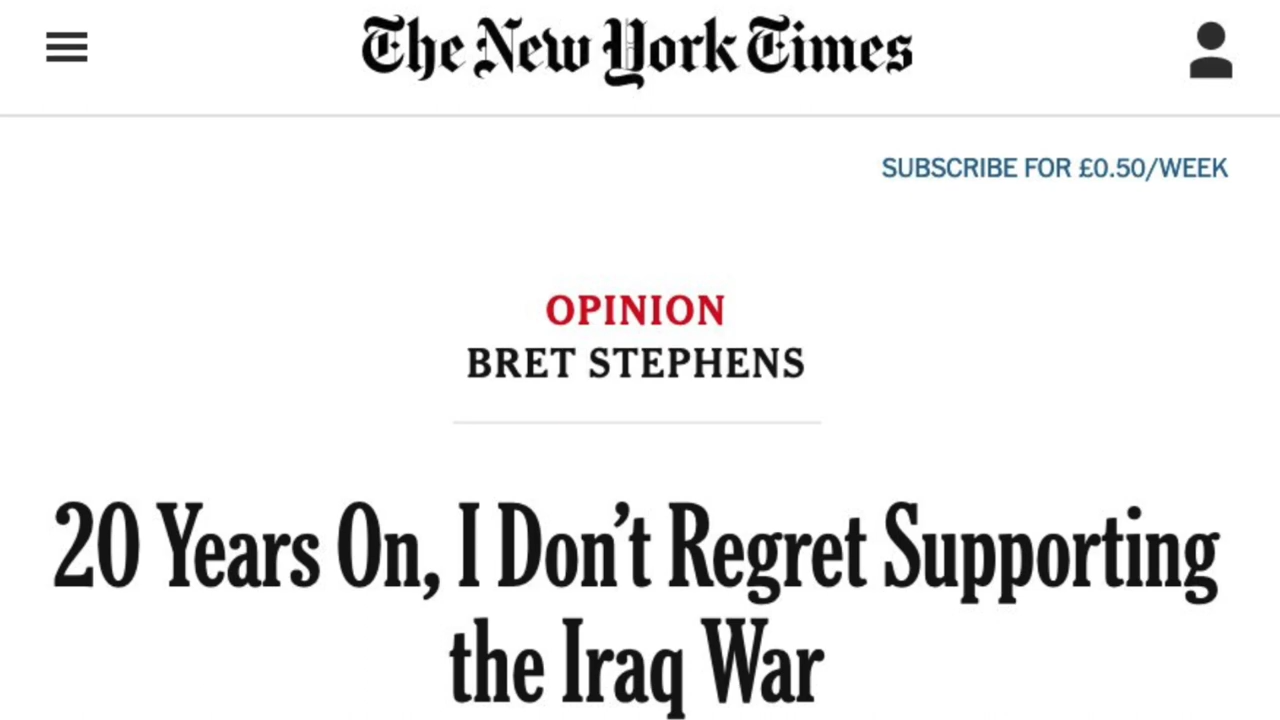 The New York Times
SUBSCRIBE FOR £0.50/WEEK
OPINION
BRET STEPHENS
20 Years On, I Don’t Regret Supporting
the Iraq War